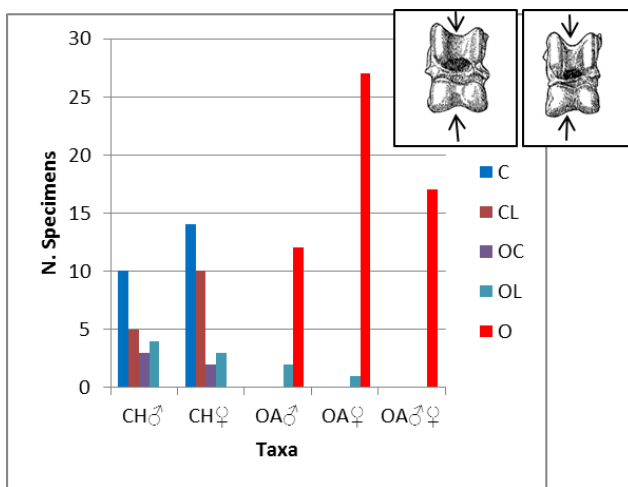 30
25
20
15
10
5
0
N. Specimens
CH♂ CH♀ OA♂ OA♀ OA♂♀
Taxa
C
CL
OC
OL
O